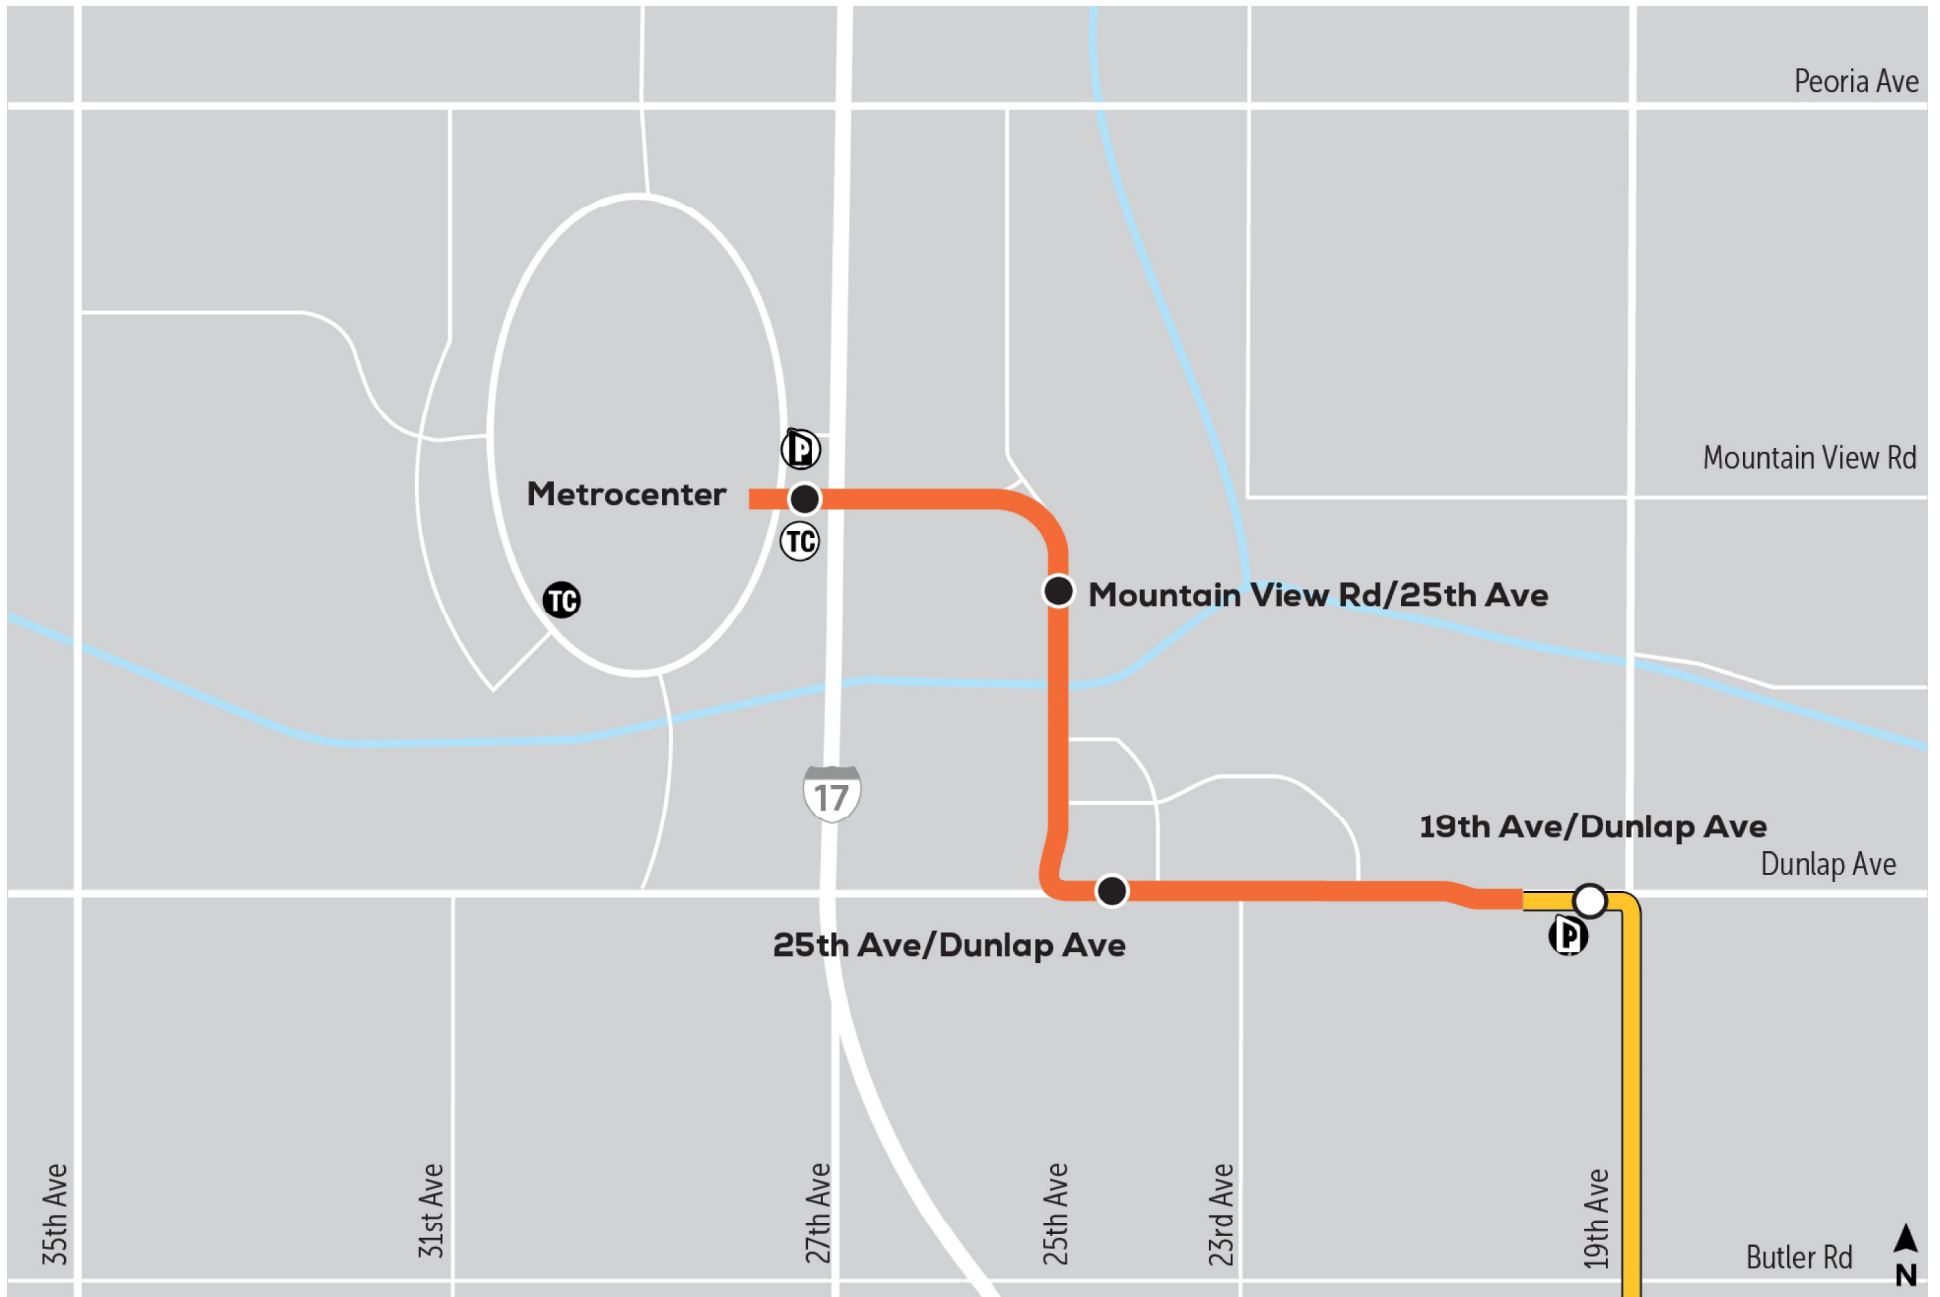 Peoria Ave
Mountain View Rd
P
Metrocenter
TC
TC
Mountain View Rd/25th Ave
17
19th Ave/Dunlap Ave
Dunlap Ave
P
25th Ave/Dunlap Ave
35th Ave
31st Ave
27th Ave
25th Ave
23rd Ave
19th Ave
Butler Rd
N